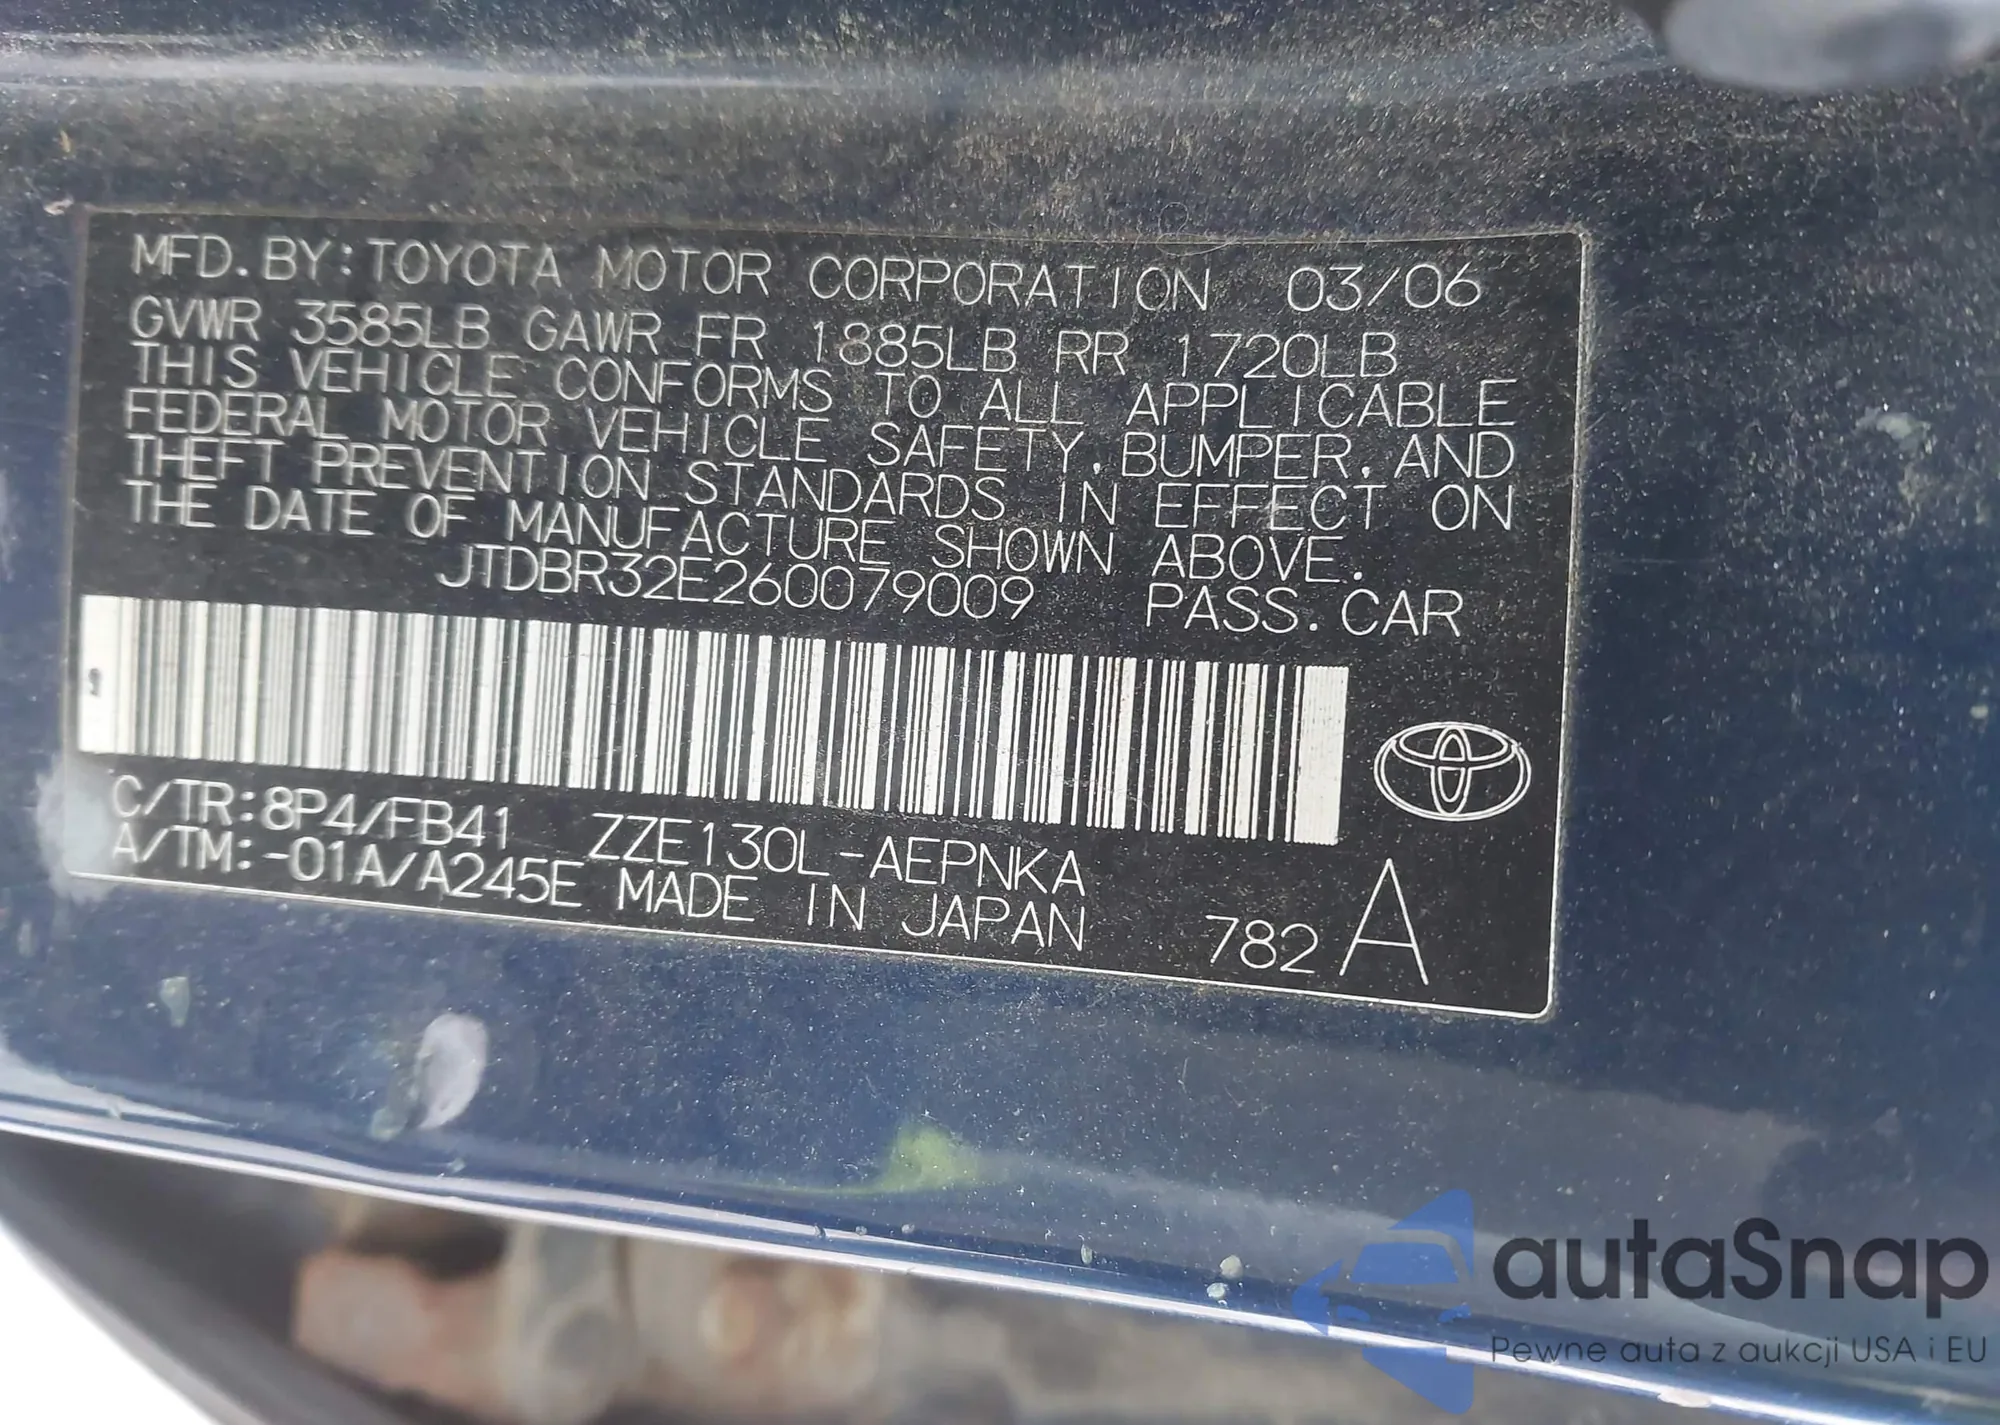 MFD. BY: TOYOTA MOTOR CORPORATION 03/06
GVWR 3585LB GAWR FR 1885LB RR 1720LB
THIS VEHICLE CONFORMS TO ALL APPLICABLE
FEDERAL MOTOR VEHICLE SAFETY, BUMPER, AND
THEFT PREVENTION STANDARDS IN EFFECT ON
THE DATE OF MANUFACTURE SHOWN ABOVE.
JTDBR32E260079009 PASS. CAR
C/TR: 8P4/FB41 ZZE130L-AEPNKA
A/TM: -01A/A245E MADE IN JAPAN 782 A
autaSnap
Pewne auta z aukcji USA i EU